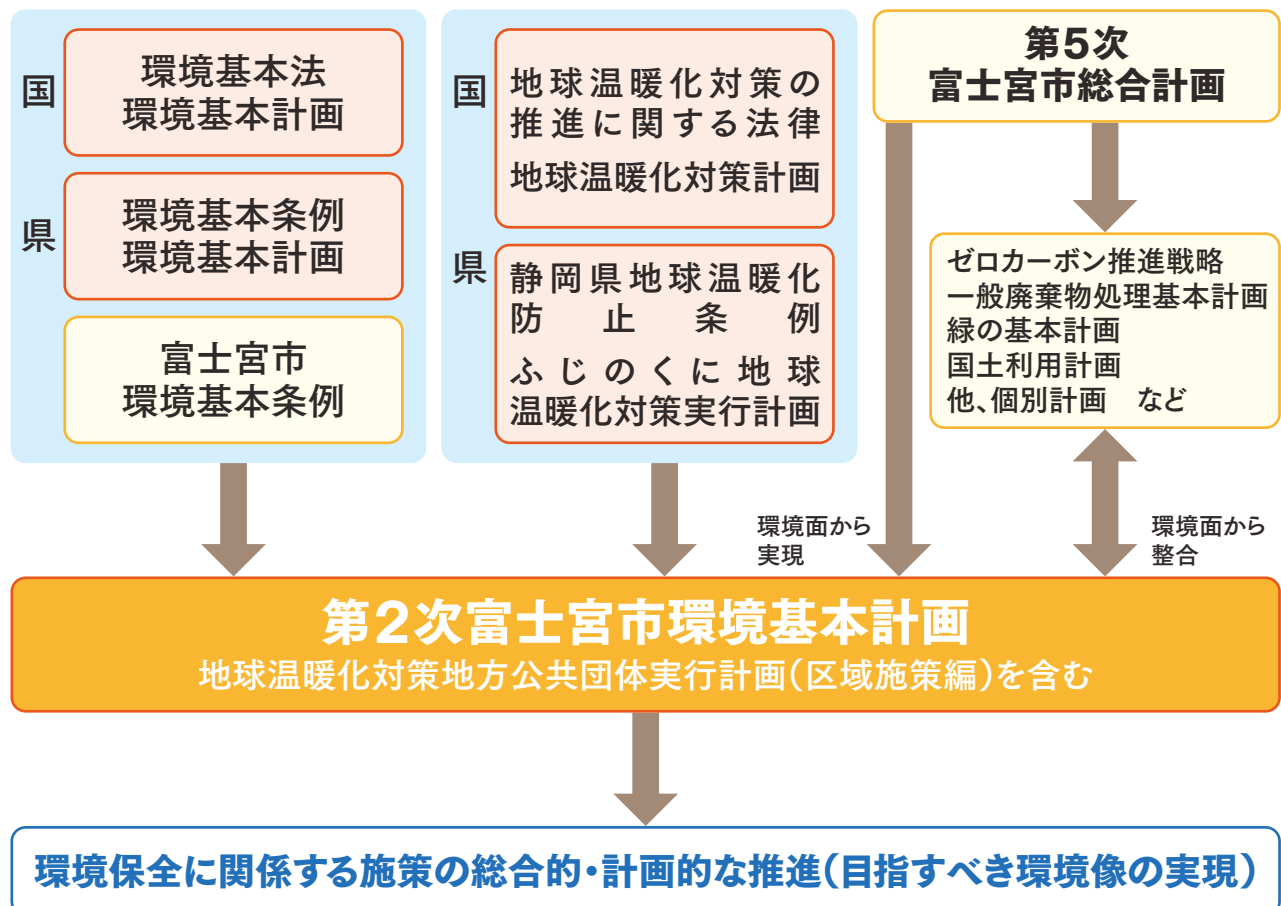 国
環境基本法
環境基本計画
県
環境基本条例
環境基本計画
富士宮市
環境基本条例
国
地球温暖化対策の
推進に関する法律
地球温暖化対策計画
県
静岡県地球温暖化
防止条例
ふじのくに地球
温暖化対策実行計画
第5次
富士宮市総合計画
ゼロカーボン推進戦略
一般廃棄物処理基本計画
緑の基本計画
国土利用計画
他、個別計画　など
環境面から
実現
環境面から
整合
第2次富士宮市環境基本計画
地球温暖化対策地方公共団体実行計画（区域施策編）を含む
環境保全に関係する施策の総合的・計画的な推進（目指すべき環境像の実現）